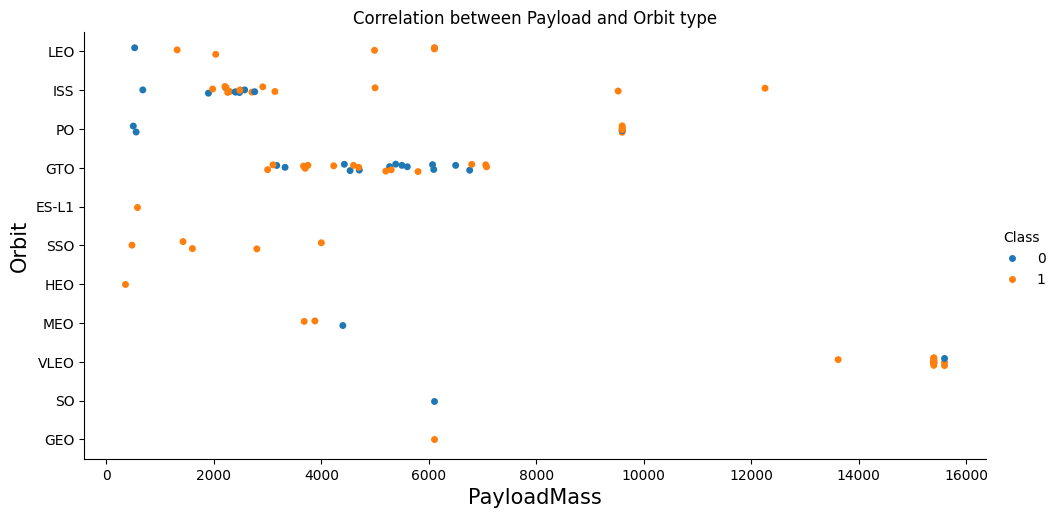 Correlation between Payload and Orbit type
LEO
ISS
PO
GTO
ES-L1
SSO
HEO
MEO
VLEO
SO
GEO
Orbit
0 2000 4000 6000 8000 10000 12000 14000 16000
PayloadMass
Class
0
1